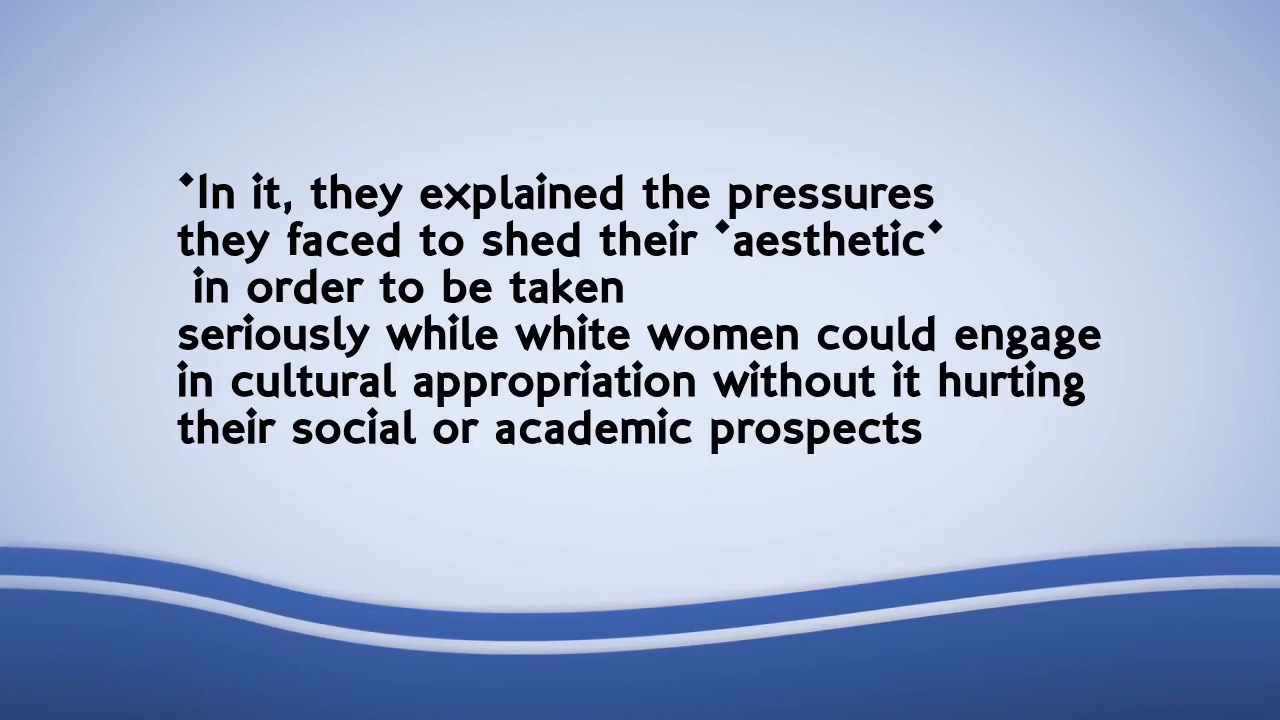 'In it, they explained the pressures
they faced to shed their 'aesthetic'
in order to be taken
seriously while white women could engage
in cultural appropriation without it hurting
their social or academic prospects